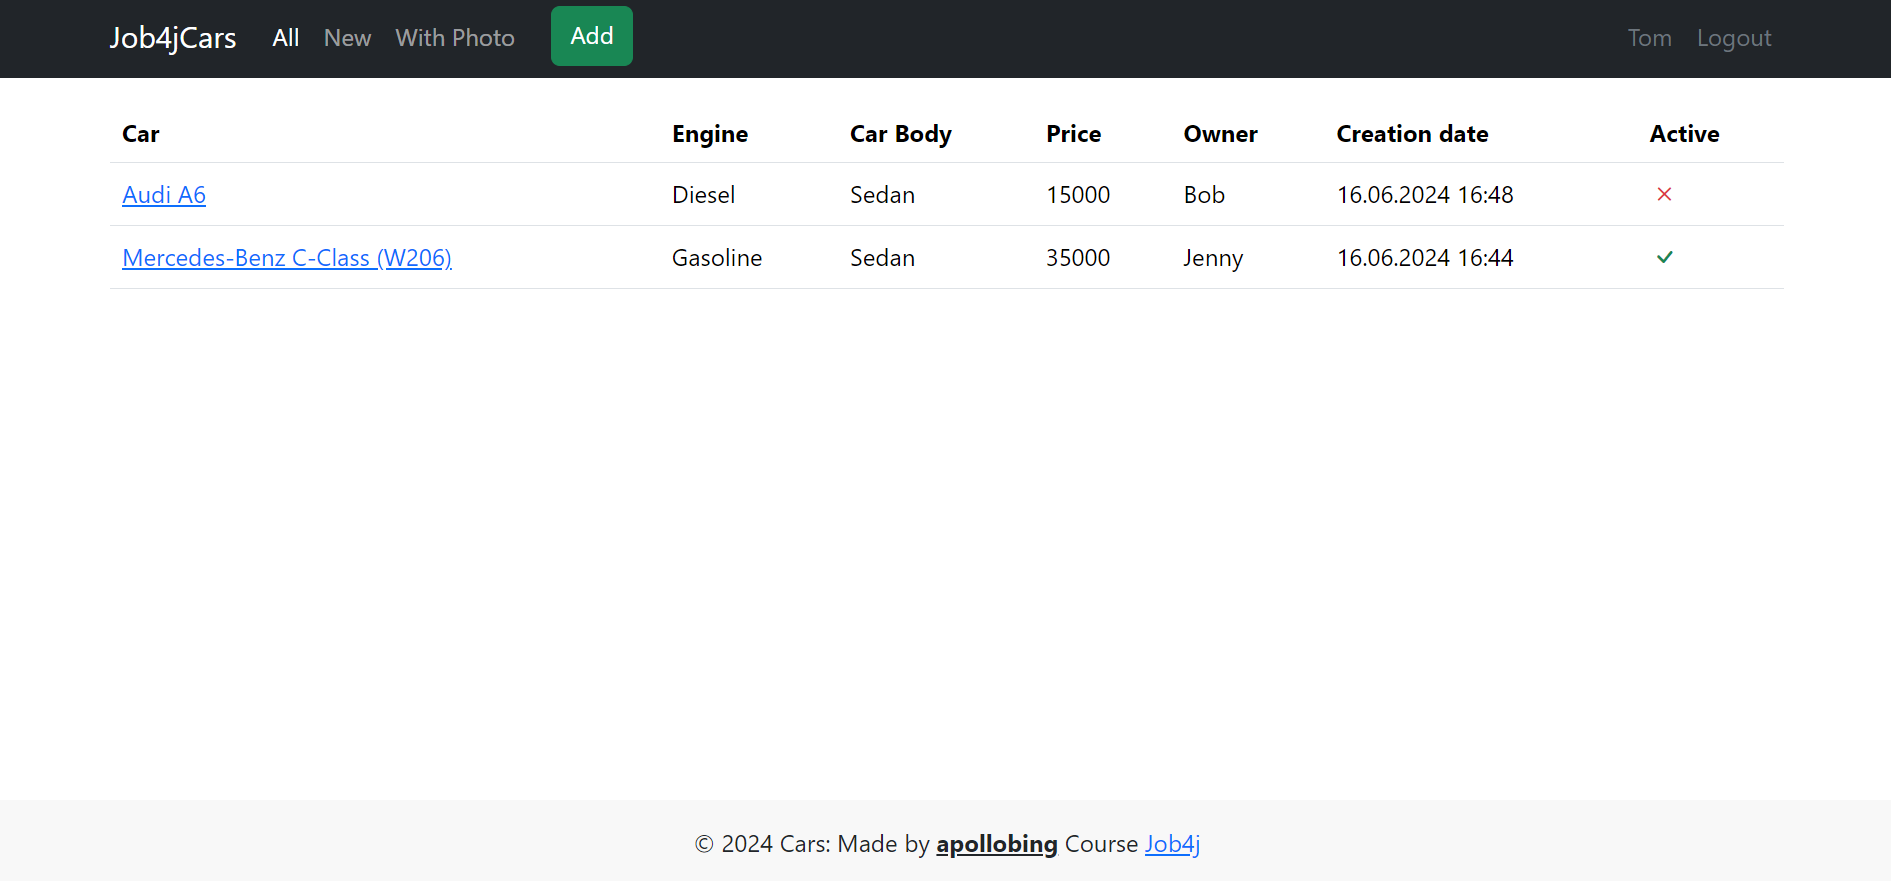 Job4jCars All New With Photo Add Tom Logout
Car Engine Car Body Price Owner Creation date Active
Audi A6 Diesel Sedan 15000 Bob 16.06.2024 16:48
Mercedes-Benz C-Class (W206) Gasoline Sedan 35000 Jenny 16.06.2024 16:44
© 2024 Cars: Made by apollobing Course Job4j